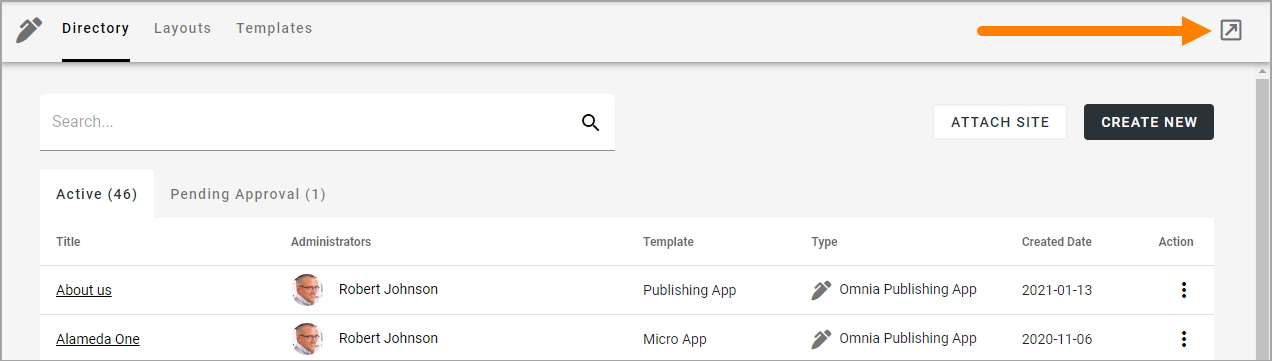 Directory Layouts Templates
Search...
ATTACH SITE CREATE NEW
Active (46) Pending Approval (1)
Title Administrators Template Type Created Date Action
About us Robert Johnson Publishing App Omnia Publishing App 2021-01-13
Alameda One Robert Johnson Micro App Omnia Publishing App 2020-11-06